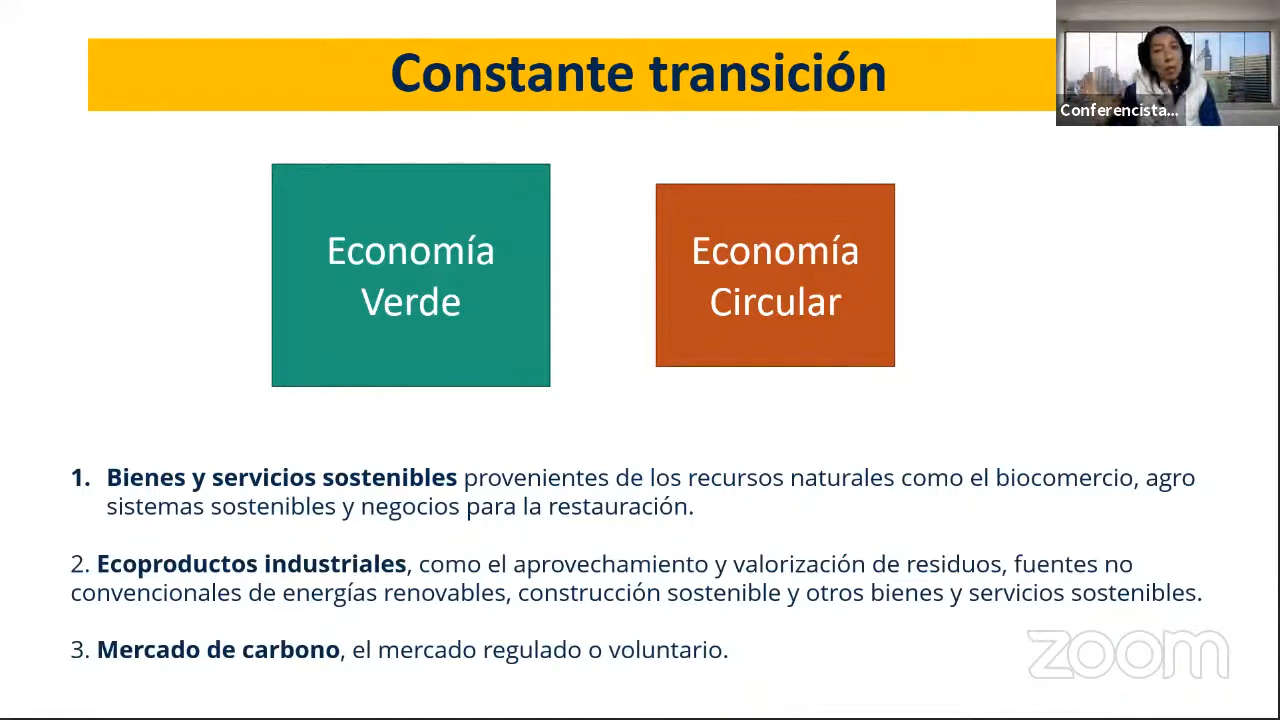 Constante transición
Conferencista...
Economía
Verde
Economía
Circular
1. Bienes y servicios sostenibles provenientes de los recursos naturales como el biocomercio, agro
sistemas sostenibles y negocios para la restauración.
2. Ecoproductos industriales, como el aprovechamiento y valorización de residuos, fuentes no
convencionales de energías renovables, construcción sostenible y otros bienes y servicios sostenibles.
3. Mercado de carbono, el mercado regulado o voluntario.
zoom